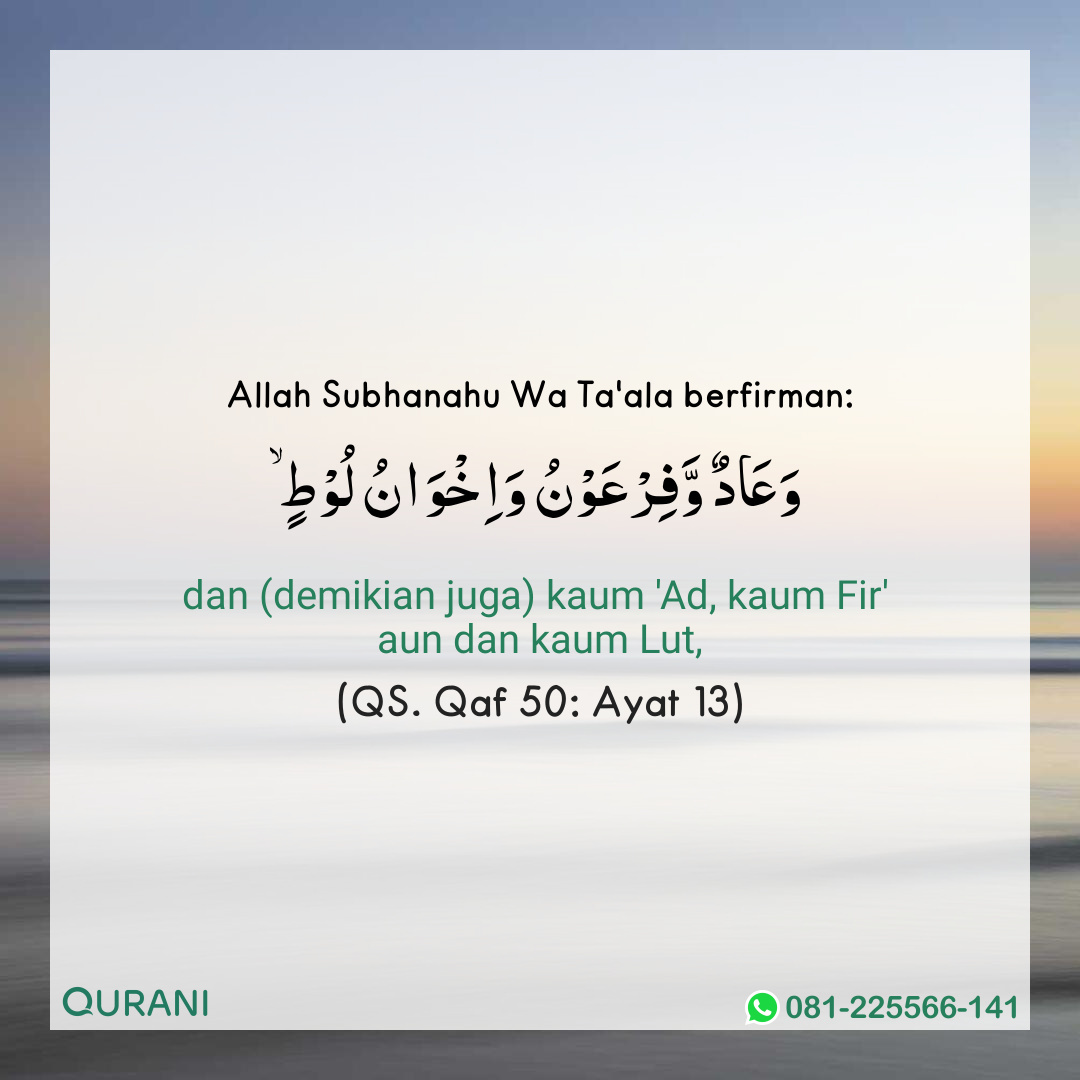 Allah Subhanahu Wa Ta'ala berfirman:
وَعَادٌ وَّفِرْعَوْنُ وَاِخْوَانُ لُوْطٍۙ
dan (demikian juga) kaum 'Ad, kaum Fir'
aun dan kaum Lut,
(QS. Qaf 50: Ayat 13)
QURANI
081-225566-141